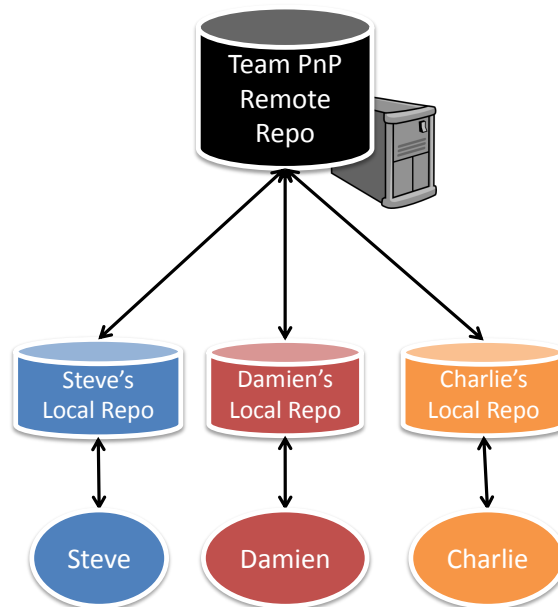 Team PnP
Remote
Repo
Steve's
Local Repo
Damien's
Local Repo
Charlie's
Local Repo
Steve
Damien
Charlie